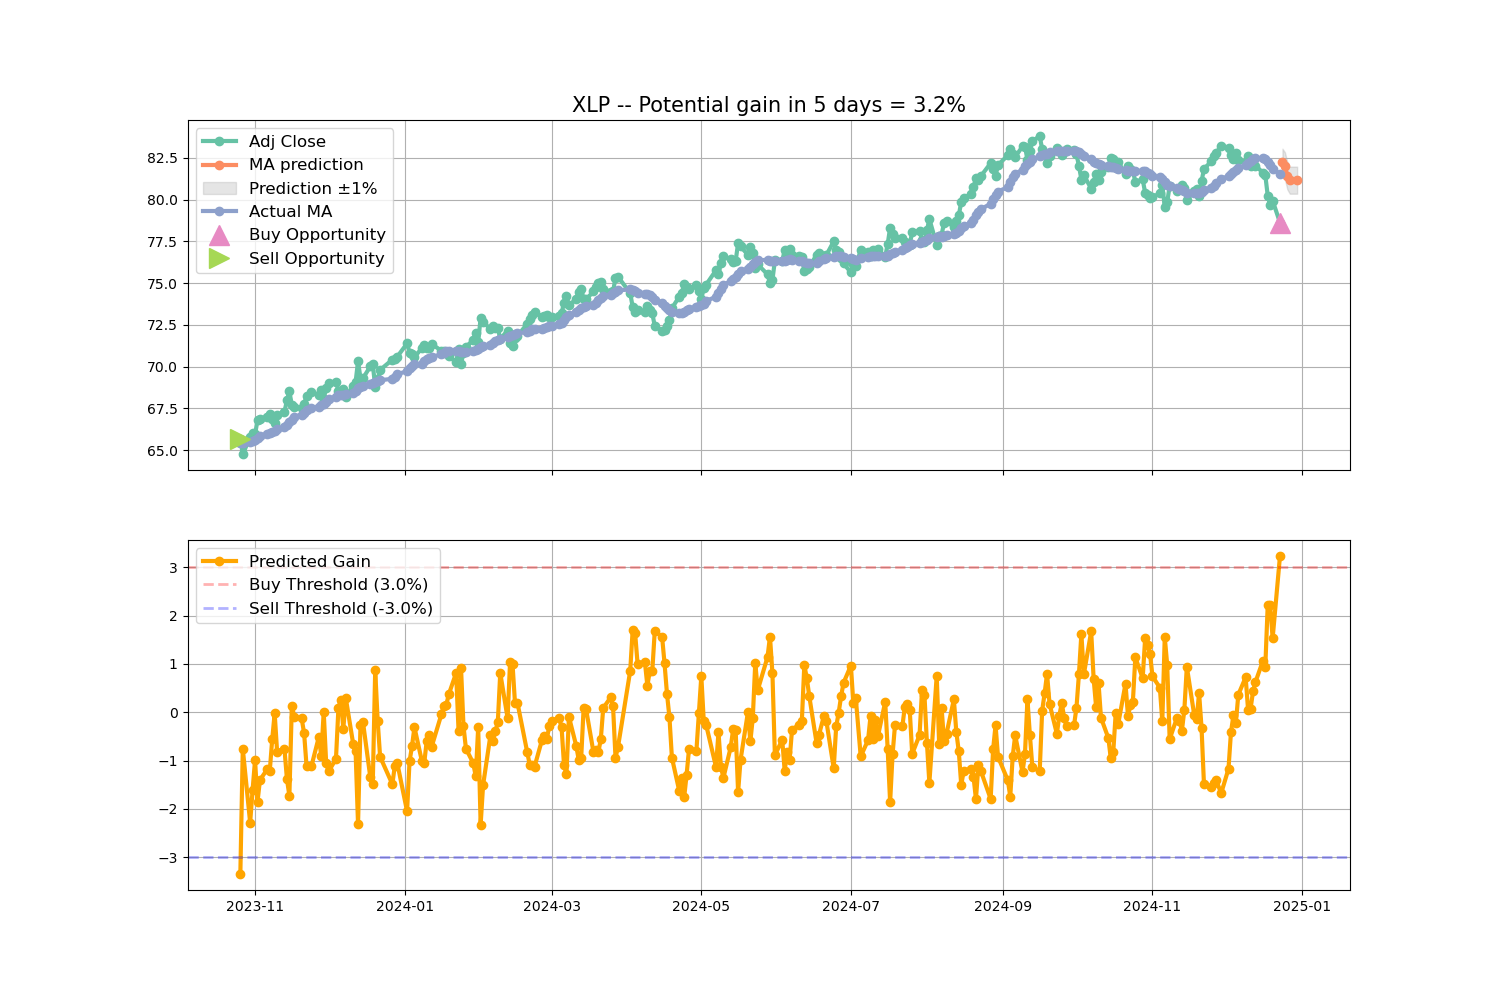 XLP -- Potential gain in 5 days = 3.2%
Adj Close
MA prediction
Prediction ±1%
Actual MA
Buy Opportunity
Sell Opportunity
82.5
80.0
77.5
75.0
72.5
70.0
67.5
65.0
Predicted Gain
Buy Threshold (3.0%)
Sell Threshold (-3.0%)
3
2
1
0
−1
−2
−3
2023-11
2024-01
2024-03
2024-05
2024-07
2024-09
2024-11
2025-01